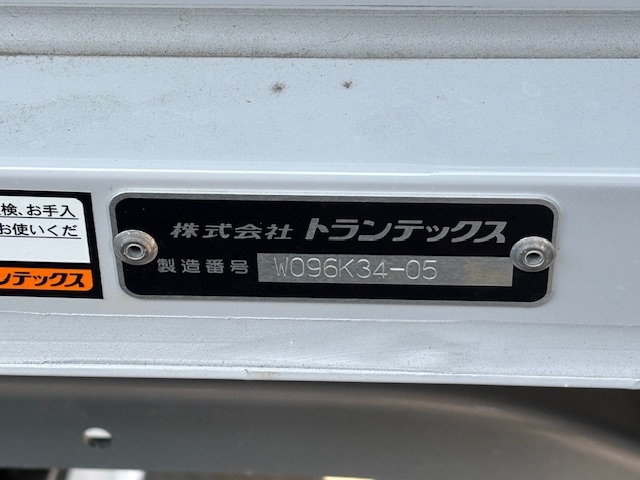 検、お手入
お使いくだ
ンテックス
株式会社 トランテックス
製造番号 W096K34-05